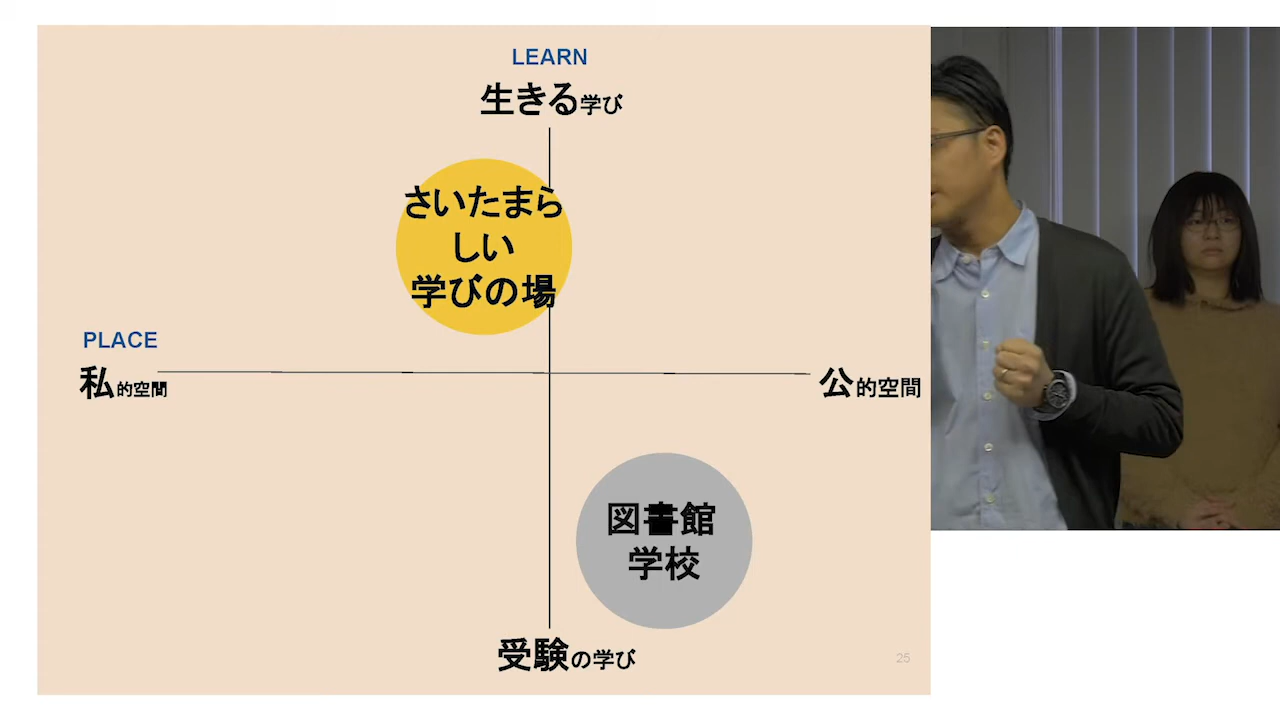 LEARN
生きる学び
さいたまら
しい
学びの場
PLACE
私的空間
公的空間
図書館
学校
受験の学び
25